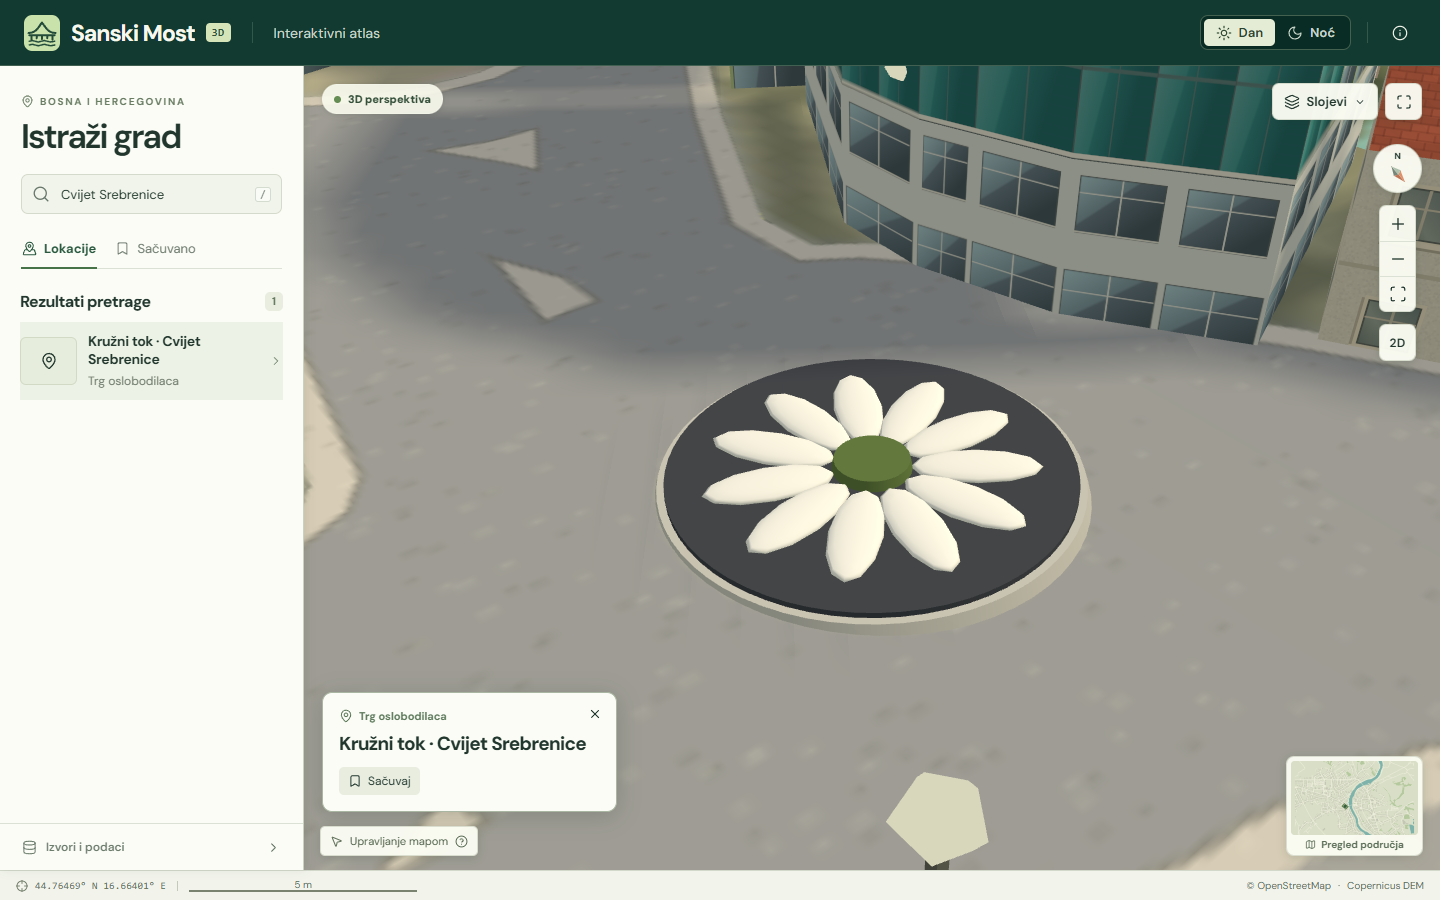 Sanski Most 3D
Interaktivni atlas
Dan
Noć
BOSNA I HERCEGOVINA
Istraži grad
Cvijet Srebrenice /
Lokacije
Sačuvano
Rezultati pretrage 1
Kružni tok · Cvijet
Srebrenice
Trg oslobodilaca
Izvori i podaci
3D perspektiva
Slojevi
N
+
−
2D
Trg oslobodilaca
Kružni tok · Cvijet Srebrenice
Sačuvaj
Upravljanje mapom ?
Pregled područja
44.76469° N 16.66401° E
5 m
© OpenStreetMap · Copernicus DEM